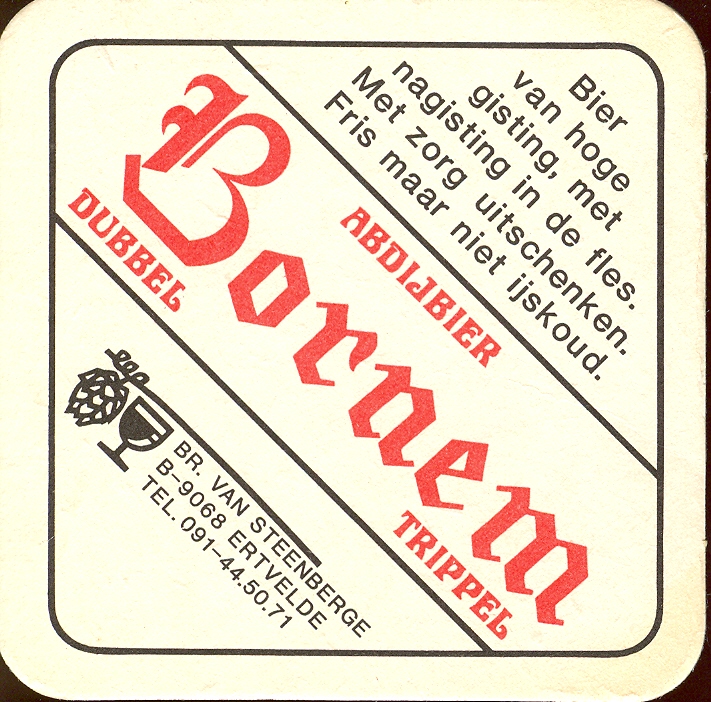 Bier
van hoge
gisting, met
nagisting in de fles.
Met zorg uitschenken.
Fris maar niet ijskoud.
ABDIJBIER
Bornem
DUBBEL
TRIPPEL
BR. VAN STEENBERGE
B-9068 ERTVELDE
TEL. 091-44.50.71